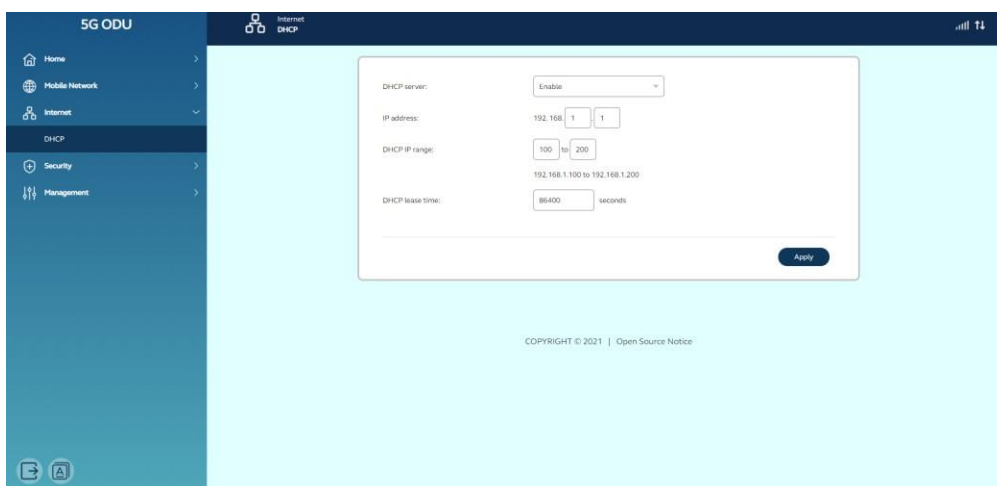 5G ODU
Internet
DHCP
Home
Mobile Network
Internet
DHCP
Security
Management
DHCP server: Enable
IP address: 192. 168. 1 . 1
DHCP IP range: 100 to 200
192.168.1.100 to 192.168.1.200
DHCP lease time: 86400 seconds
Apply
COPYRIGHT © 2021 | Open Source Notice
A